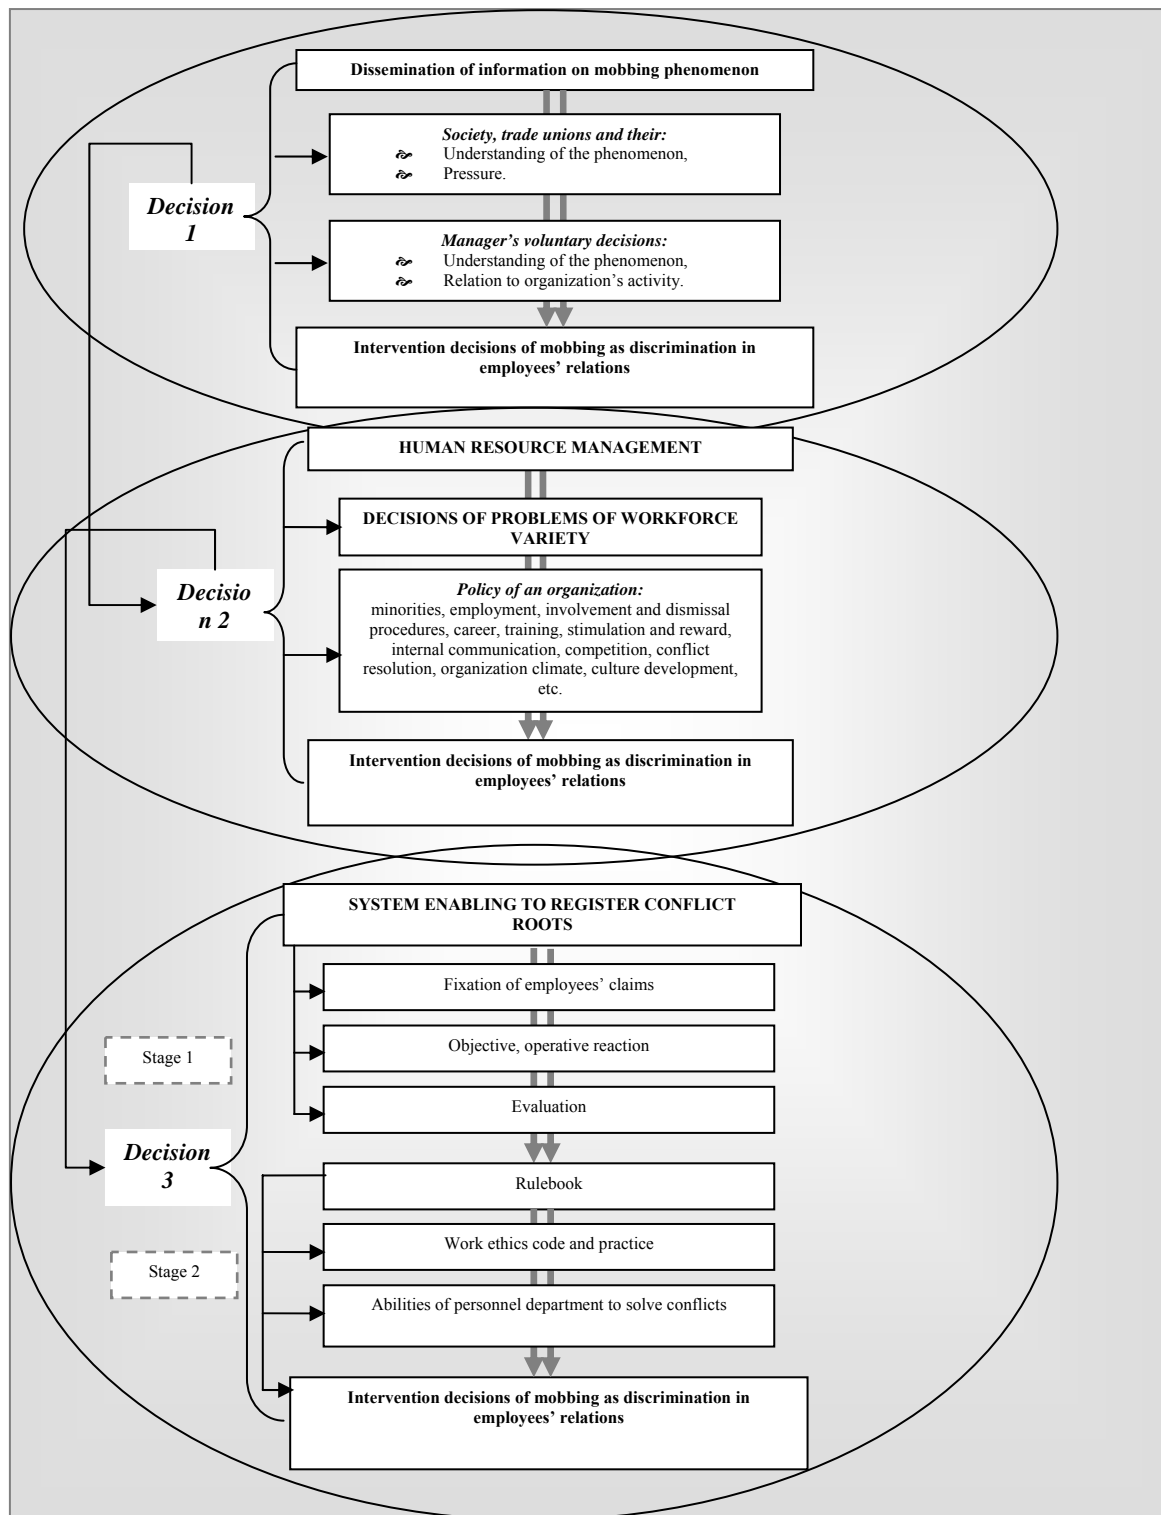 Dissemination of information on mobbing phenomenon
Society, trade unions and their:
Understanding of the phenomenon,
Pressure.
Decision
1
Manager's voluntary decisions:
Understanding of the phenomenon,
Relation to organization's activity.
Intervention decisions of mobbing as discrimination in
employees' relations
HUMAN RESOURCE MANAGEMENT
DECISIONS OF PROBLEMS OF WORKFORCE
VARIETY
Decisio
n 2
Policy of an organization:
minorities, employment, involvement and dismissal
procedures, career, training, stimulation and reward,
internal communication, competition, conflict
resolution, organization climate, culture development,
etc.
Intervention decisions of mobbing as discrimination in
employees' relations
SYSTEM ENABLING TO REGISTER CONFLICT
ROOTS
Fixation of employees' claims
Stage 1
Objective, operative reaction
Evaluation
Decision
3
Rulebook
Work ethics code and practice
Stage 2
Abilities of personnel department to solve conflicts
Intervention decisions of mobbing as discrimination in
employees' relations